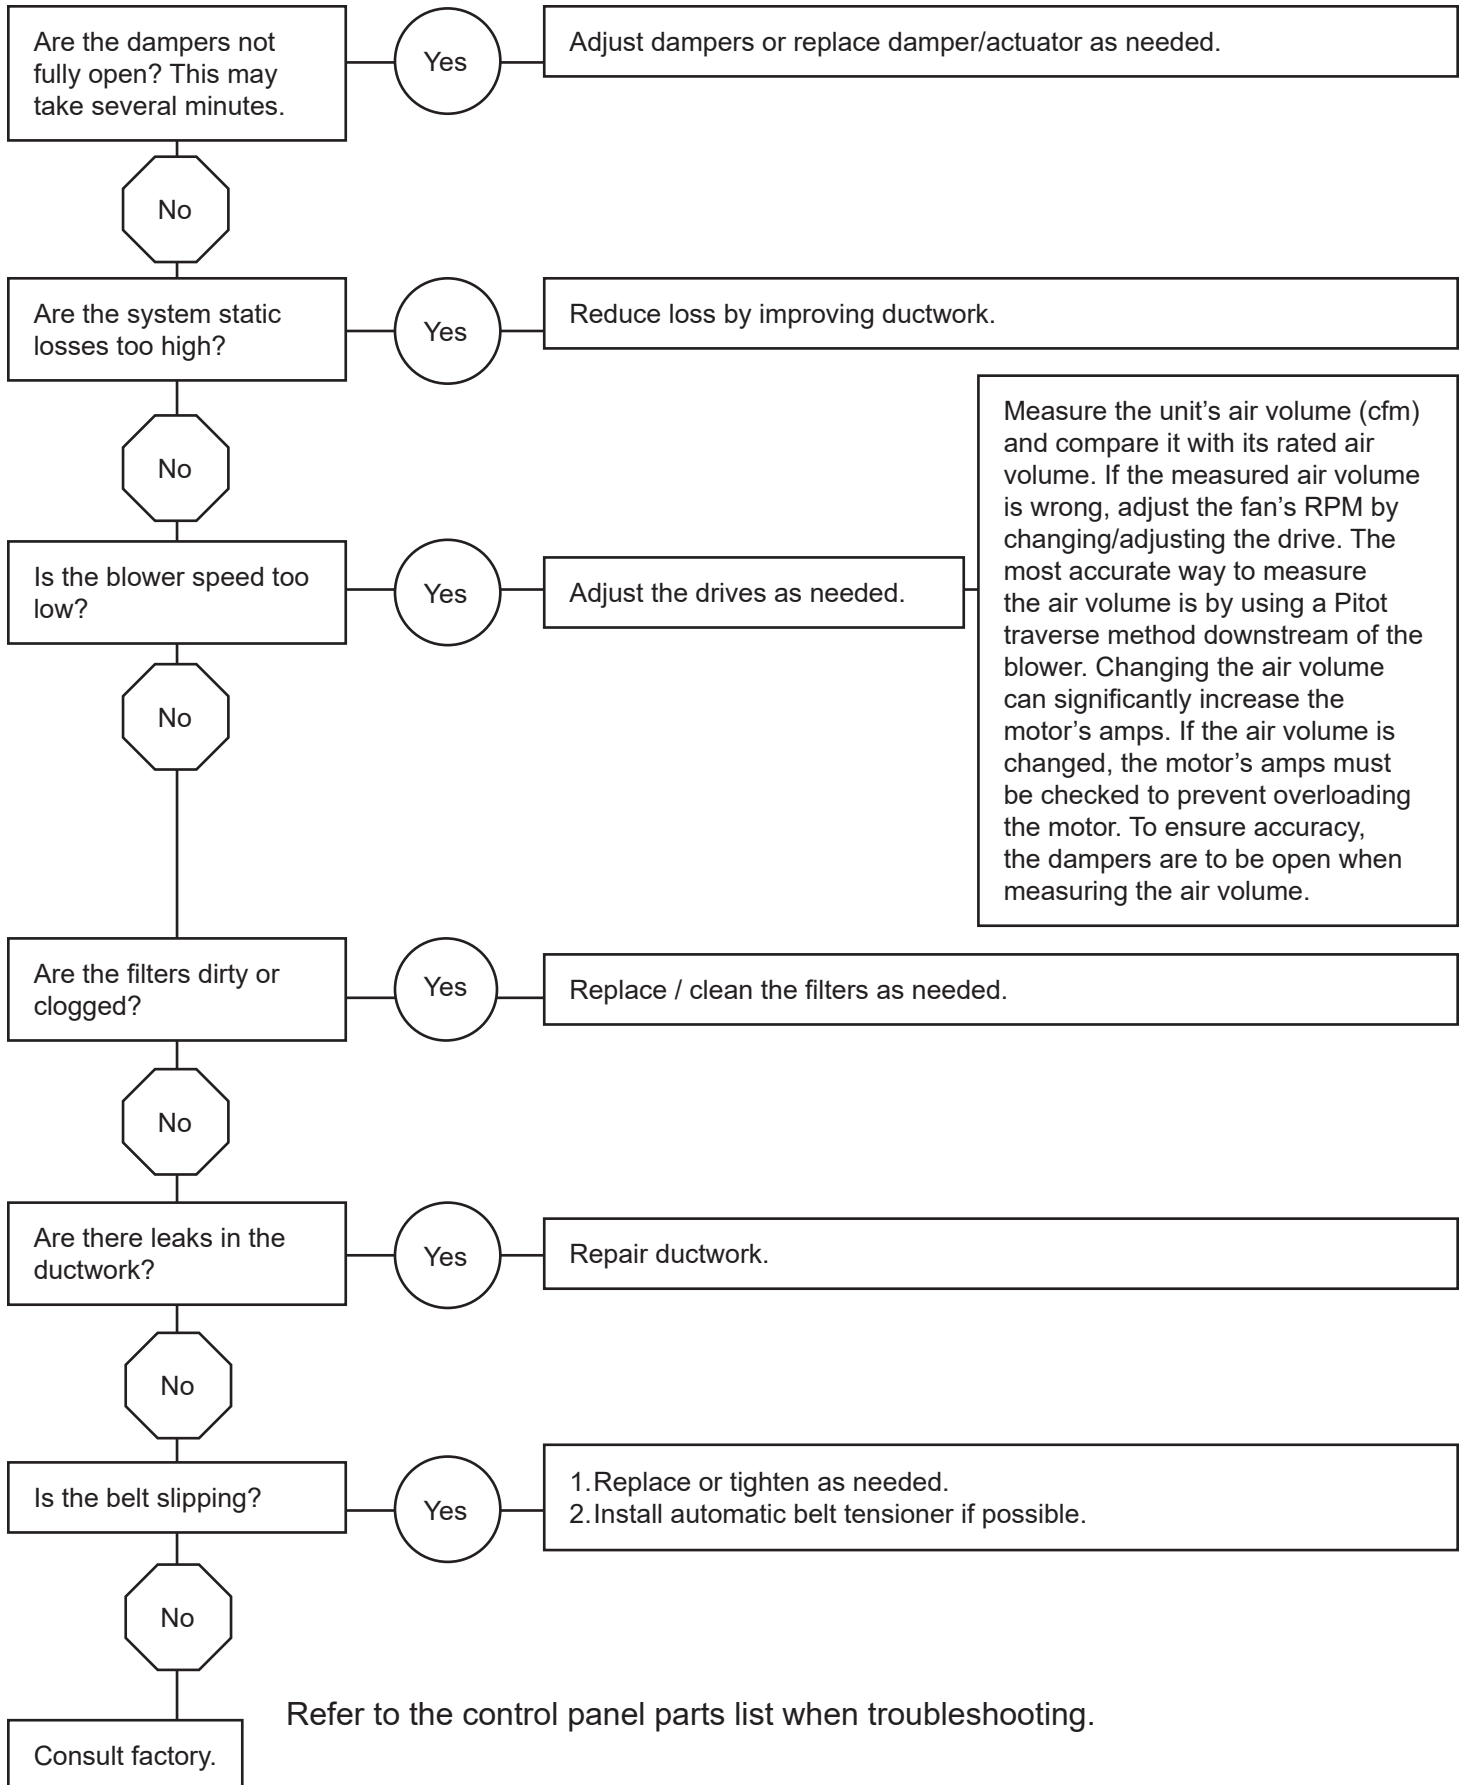 Are the dampers not
fully open? This may
take several minutes.
Yes
Adjust dampers or replace damper/actuator as needed.
No
Are the system static
losses too high?
Yes
Reduce loss by improving ductwork.
No
Is the blower speed too
low?
Yes
Adjust the drives as needed.
Measure the unit’s air volume (cfm)
and compare it with its rated air
volume. If the measured air volume
is wrong, adjust the fan’s RPM by
changing/adjusting the drive. The
most accurate way to measure
the air volume is by using a Pitot
traverse method downstream of the
blower. Changing the air volume
can significantly increase the
motor’s amps. If the air volume is
changed, the motor’s amps must
be checked to prevent overloading
the motor. To ensure accuracy,
the dampers are to be open when
measuring the air volume.
No
Are the filters dirty or
clogged?
Yes
Replace / clean the filters as needed.
No
Are there leaks in the
ductwork?
Yes
Repair ductwork.
No
Is the belt slipping?
Yes
1.Replace or tighten as needed.
2.Install automatic belt tensioner if possible.
No
Consult factory.
Refer to the control panel parts list when troubleshooting.